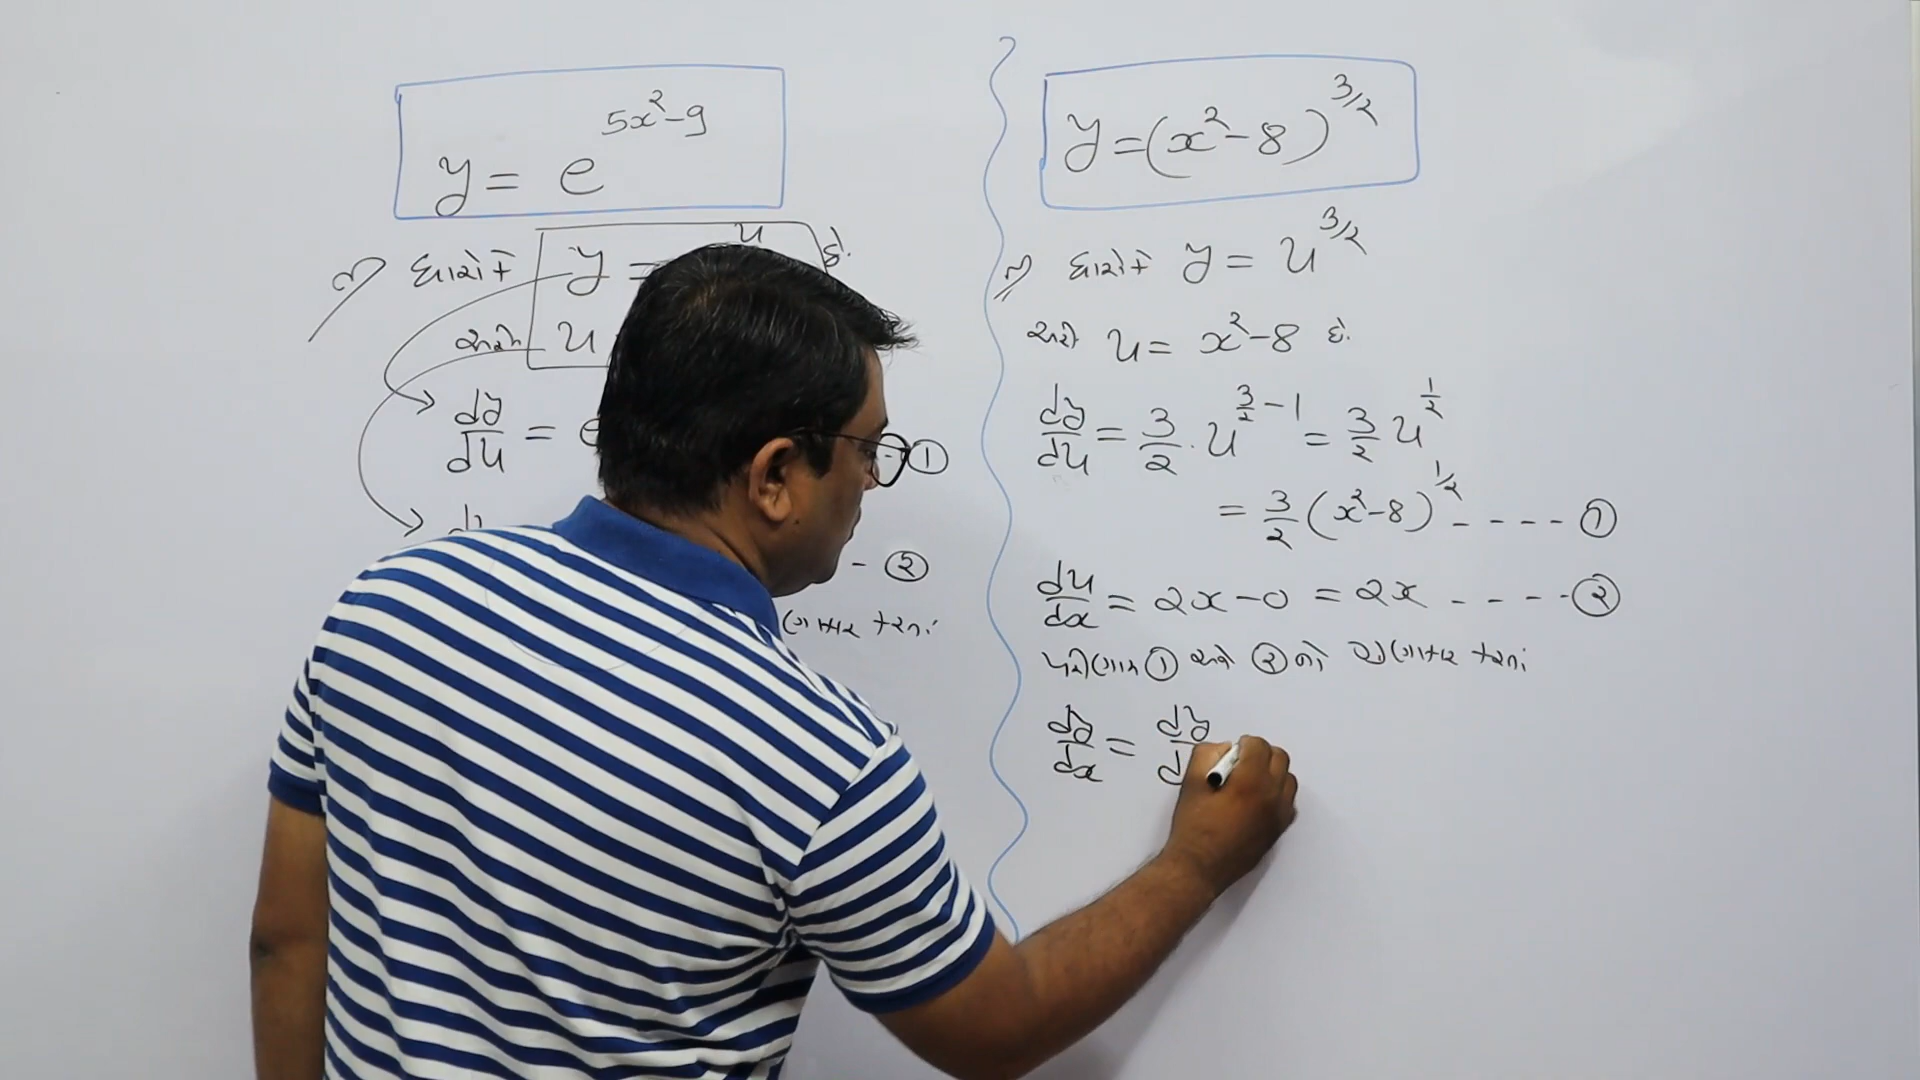 y = e^{5x²-9}
ધારોકે y = u છે.
અને u
dy/du = e - ①
d
- ②
ગુણાકાર કરતાં
y = (x²-8)^{3/2}
ધારોકે y = u^{3/2}
અને u = x²-8 છે.
dy/du = 3/2 · u^{3/2 - 1} = 3/2 u^{1/2}
= 3/2 (x²-8)^{1/2} - - - - ①
du/dx = 2x-0 = 2x - - - - ②
પરિણામ ① અને ② નો ગુણાકાર કરતાં
dy/dx = dy/d